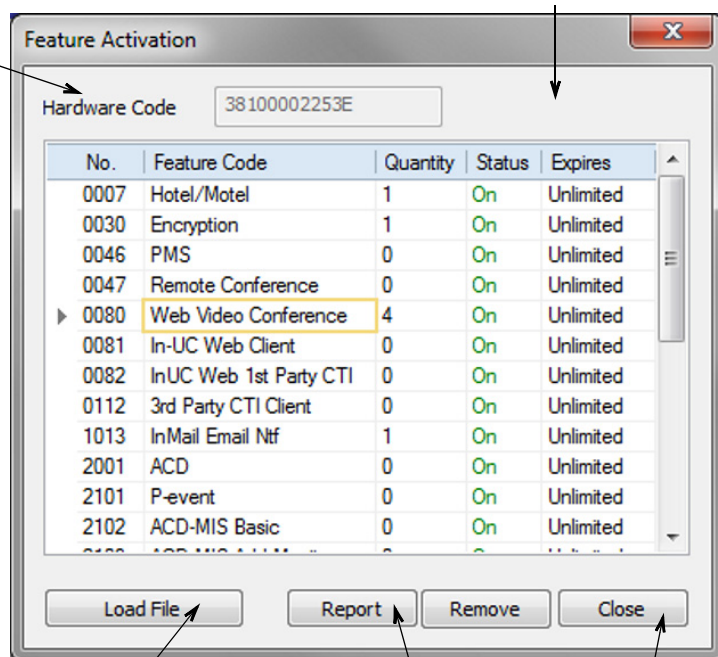 Feature Activation
Hardware Code 38100002253E
No. Feature Code Quantity Status Expires
0007 Hotel/Motel 1 On Unlimited
0030 Encryption 1 On Unlimited
0046 PMS 0 On Unlimited
0047 Remote Conference 0 On Unlimited
0080 Web Video Conference 4 On Unlimited
0081 In-UC Web Client 0 On Unlimited
0082 InUC Web 1st Party CTI 0 On Unlimited
0112 3rd Party CTI Client 0 On Unlimited
1013 InMail Email Ntf 1 On Unlimited
2001 ACD 0 On Unlimited
2101 P-event 0 On Unlimited
2102 ACD-MIS Basic 0 On Unlimited
Load File Report Remove Close